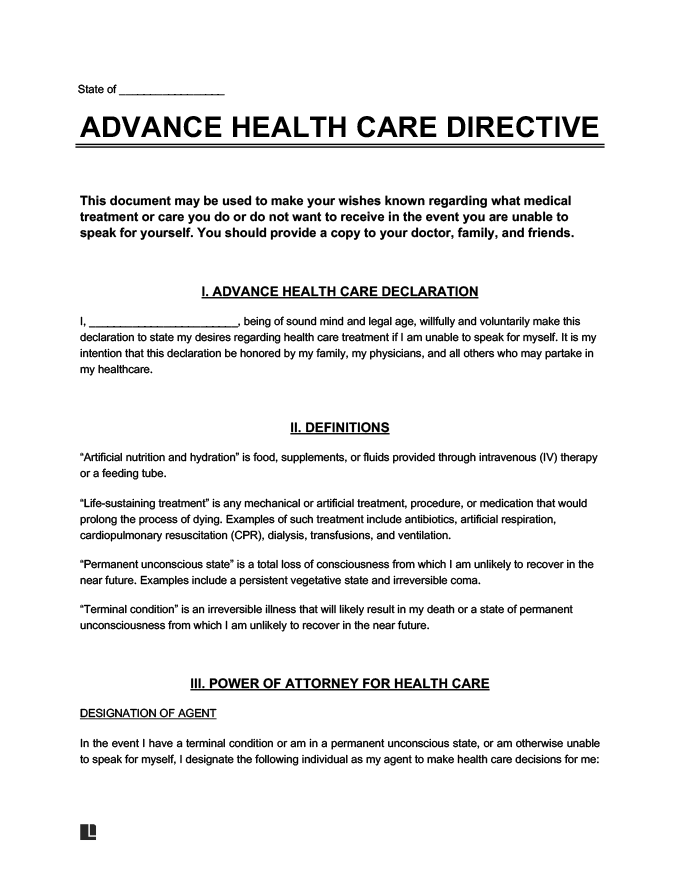 State of _________________
ADVANCE HEALTH CARE DIRECTIVE
This document may be used to make your wishes known regarding what medical
treatment or care you do or do not want to receive in the event you are unable to
speak for yourself. You should provide a copy to your doctor, family, and friends.
I. ADVANCE HEALTH CARE DECLARATION
I, ________________________, being of sound mind and legal age, willfully and voluntarily make this
declaration to state my desires regarding health care treatment if I am unable to speak for myself. It is my
intention that this declaration be honored by my family, my physicians, and all others who may partake in
my healthcare.
II. DEFINITIONS
“Artificial nutrition and hydration” is food, supplements, or fluids provided through intravenous (IV) therapy
or a feeding tube.
“Life-sustaining treatment” is any mechanical or artificial treatment, procedure, or medication that would
prolong the process of dying. Examples of such treatment include antibiotics, artificial respiration,
cardiopulmonary resuscitation (CPR), dialysis, transfusions, and ventilation.
“Permanent unconscious state” is a total loss of consciousness from which I am unlikely to recover in the
near future. Examples include a persistent vegetative state and irreversible coma.
“Terminal condition” is an irreversible illness that will likely result in my death or a state of permanent
unconsciousness from which I am unlikely to recover in the near future.
III. POWER OF ATTORNEY FOR HEALTH CARE
DESIGNATION OF AGENT
In the event I have a terminal condition or am in a permanent unconscious state, or am otherwise unable
to speak for myself, I designate the following individual as my agent to make health care decisions for me: